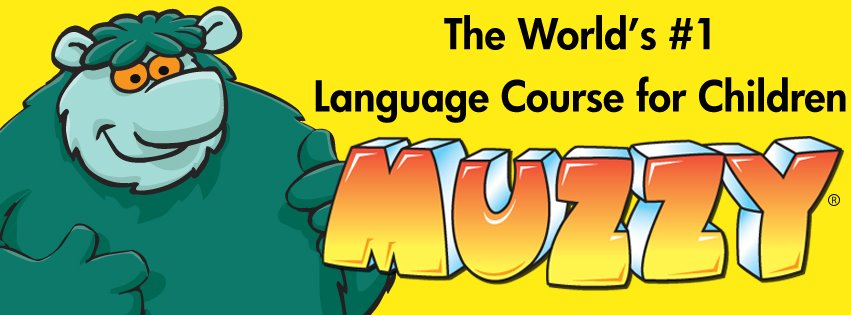 The World's #1
Language Course for Children
MUZZY®